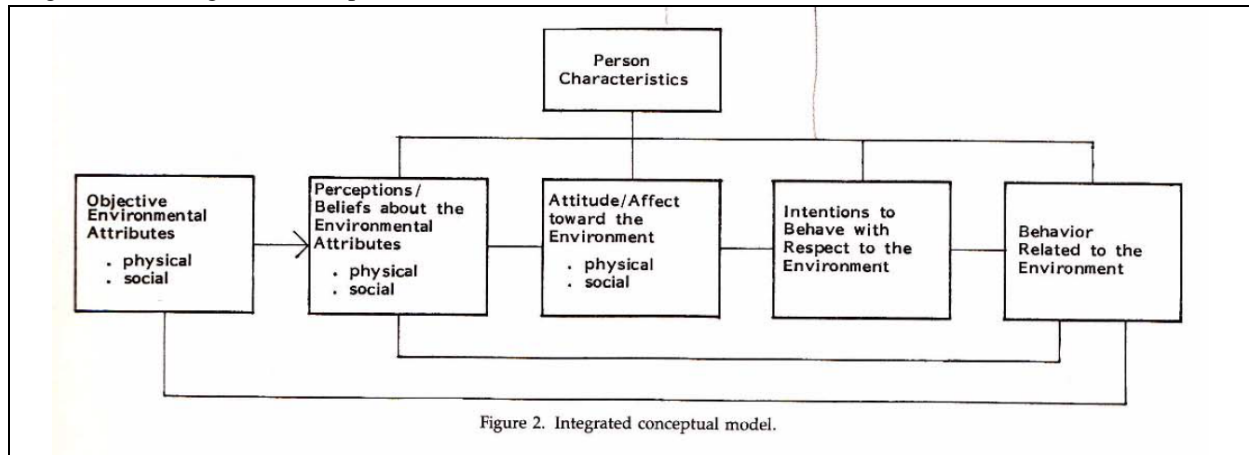 Person
Characteristics
Objective
Environmental
Attributes
. physical
. social
Perceptions/
Beliefs about the
Environmental
Attributes
. physical
. social
Attitude/Affect
toward the
Environment
. physical
. social
Intentions to
Behave with
Respect to the
Environment
Behavior
Related to the
Environment
Figure 2. Integrated conceptual model.